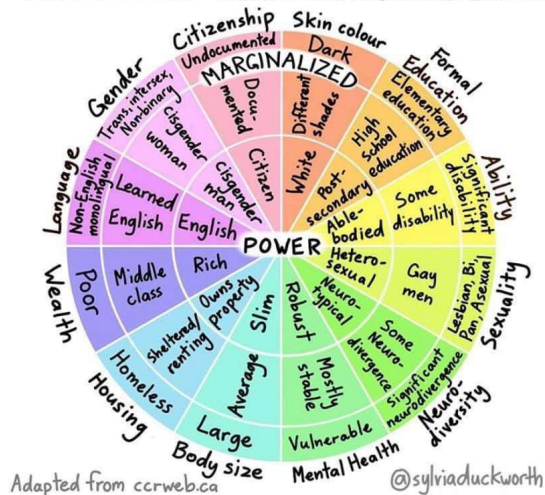 Citizenship
Undocumented
Documented
Citizen
Skin colour
Dark
Different shades
White
Formal Education
Elementary education
High school education
Post-secondary
Ability
Significant disability
Some disability
Able-bodied
Sexuality
Lesbian, Bi, Pan, Asexual
Gay men
Hetero-sexual
Neuro-diversity
Significant neurodivergence
Some Neuro-divergence
Neuro-typical
Mental Health
Vulnerable
Mostly stable
Robust
Body size
Large
Average
Slim
Housing
Homeless
Sheltered/ renting
Owns property
Wealth
Poor
Middle class
Rich
Language
Non-English monolingual
Learned English
English
Gender
Trans, intersex, Non-binary
Cisgender woman
Cisgender man
MARGINALIZED
POWER
Adapted from ccrweb.ca
@sylviaduckworth